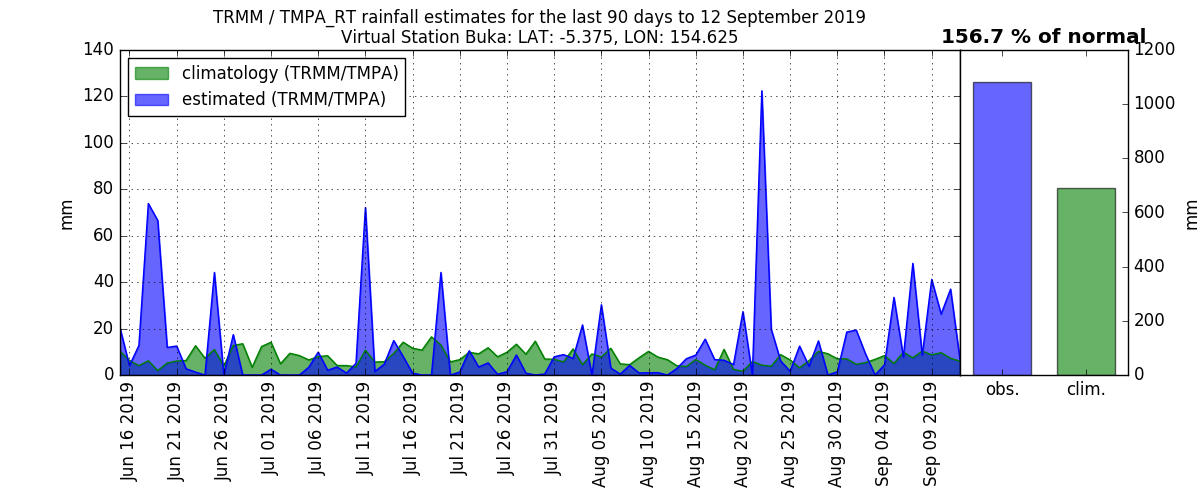 TRMM / TMPA_RT rainfall estimates for the last 90 days to 12 September 2019
Virtual Station Buka: LAT: -5.375, LON: 154.625
156.7 % of normal
climatology (TRMM/TMPA)
estimated (TRMM/TMPA)
mm
140
120
100
80
60
40
20
0
Jun 16 2019
Jun 21 2019
Jun 26 2019
Jul 01 2019
Jul 06 2019
Jul 11 2019
Jul 16 2019
Jul 21 2019
Jul 26 2019
Jul 31 2019
Aug 05 2019
Aug 10 2019
Aug 15 2019
Aug 20 2019
Aug 25 2019
Aug 30 2019
Sep 04 2019
Sep 09 2019
obs.
clim.
1200
1000
800
600
400
200
0
mm